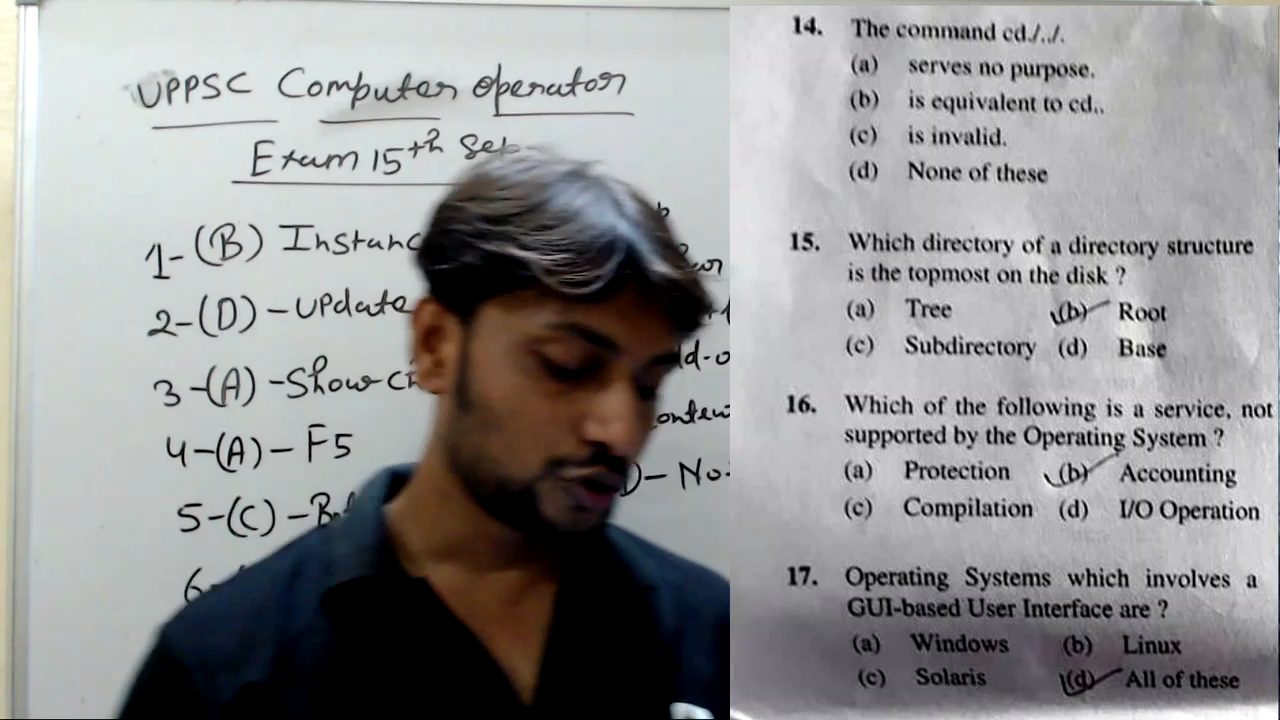 UPPSC Computer operator
Exam 15th Sep
1-(B) Instanc
2-(D)-Update
3-(A)-Show
4-(A)-F5
5-(C)-
6-
D-No
14. The command cd./../.
(a) serves no purpose.
(b) is equivalent to cd..
(c) is invalid.
(d) None of these
15. Which directory of a directory structure
is the topmost on the disk ?
(a) Tree (b) Root
(c) Subdirectory (d) Base
16. Which of the following is a service, not
supported by the Operating System ?
(a) Protection (b) Accounting
(c) Compilation (d) I/O Operation
17. Operating Systems which involves a
GUI-based User Interface are ?
(a) Windows (b) Linux
(c) Solaris (d) All of these